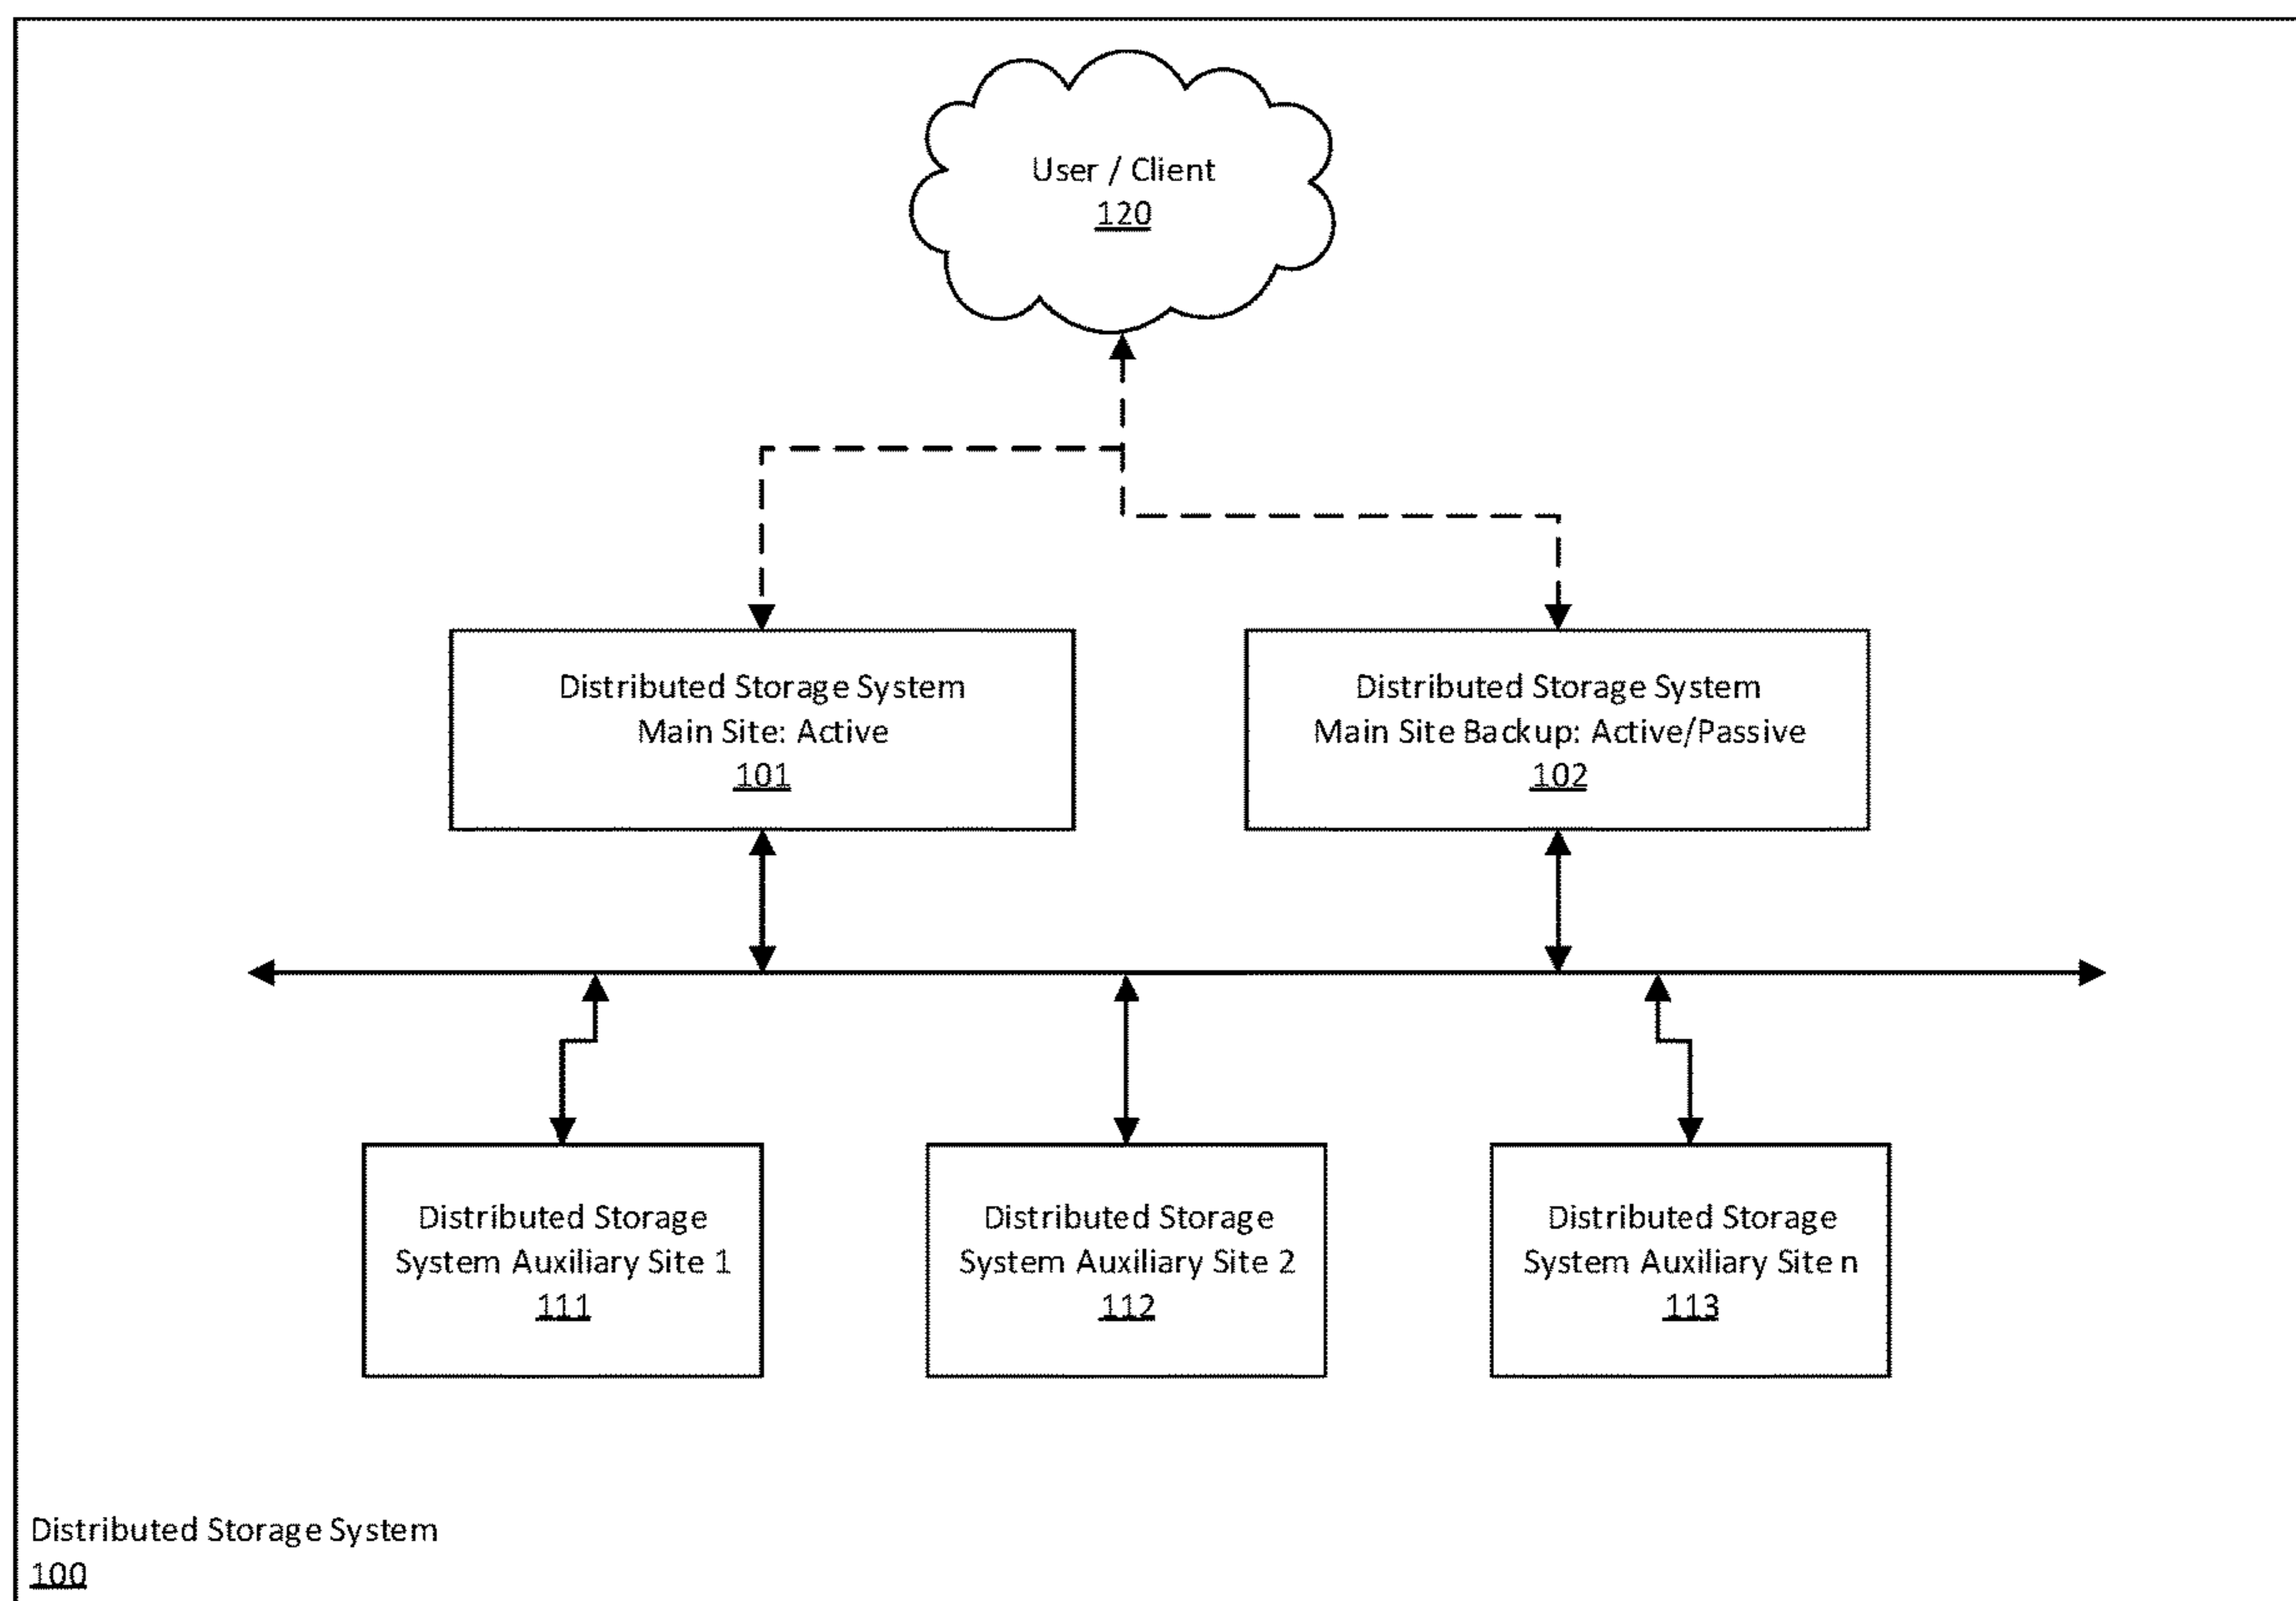 User / Client
120
Distributed Storage System
Main Site: Active
101
Distributed Storage System
Main Site Backup: Active/Passive
102
Distributed Storage
System Auxiliary Site 1
111
Distributed Storage
System Auxiliary Site 2
112
Distributed Storage
System Auxiliary Site n
113
Distributed Storage System
100